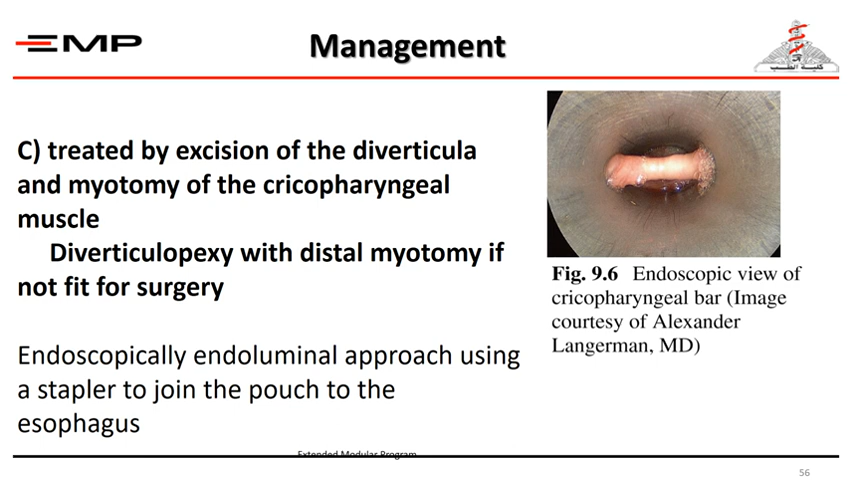 EMP
Management
كلية الطب
C) treated by excision of the diverticula
and myotomy of the cricopharyngeal
muscle
Diverticulopexy with distal myotomy if
not fit for surgery
Endoscopically endoluminal approach using
a stapler to join the pouch to the
esophagus
Fig. 9.6 Endoscopic view of
cricopharyngeal bar (Image
courtesy of Alexander
Langerman, MD)
Extended Modular Program
56